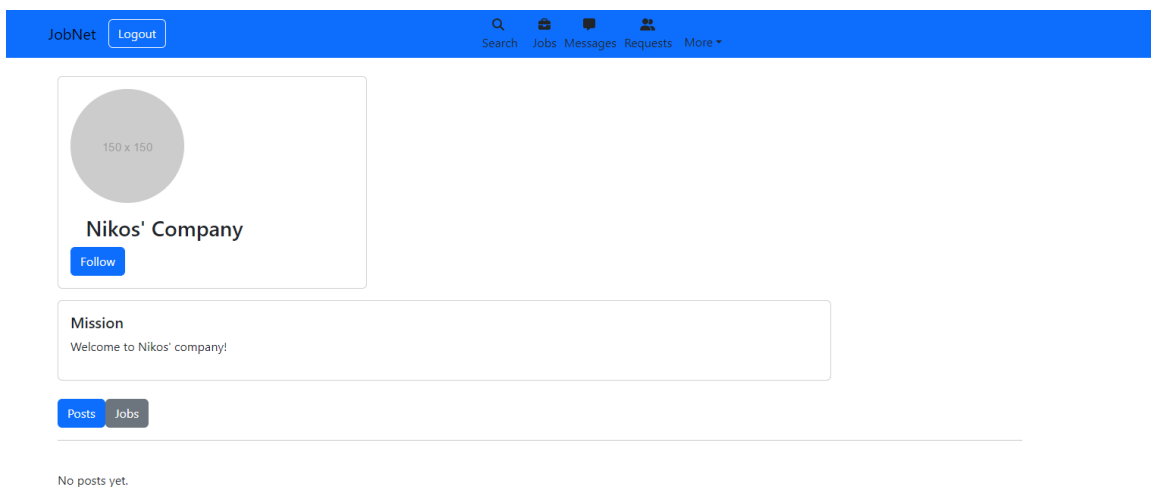 JobNet Logout Search Jobs Messages Requests More
150 x 150
Nikos' Company
Follow
Mission
Welcome to Nikos' company!
Posts Jobs
No posts yet.